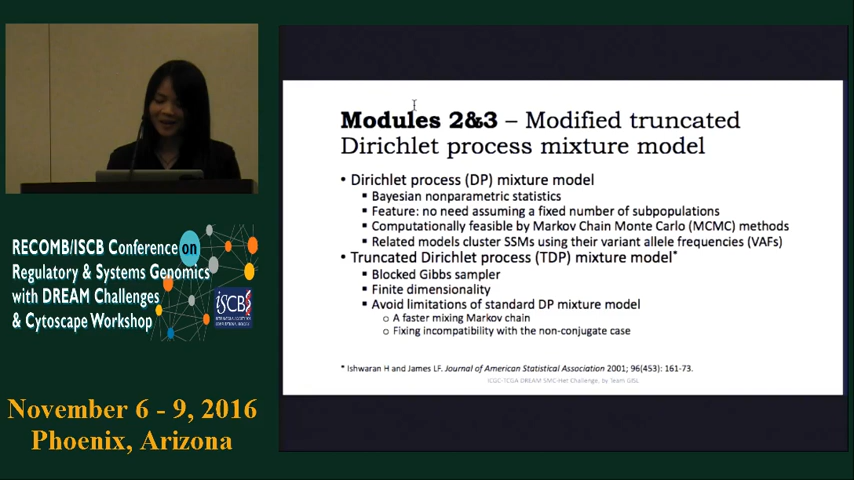 RECOMB/ISCB Conference on
Regulatory & Systems Genomics
with DREAM Challenges
& Cytoscape Workshop
ISCB
November 6 - 9, 2016
Phoenix, Arizona
Modules 2&3 – Modified truncated
Dirichlet process mixture model
• Dirichlet process (DP) mixture model
▪ Bayesian nonparametric statistics
▪ Feature: no need assuming a fixed number of subpopulations
▪ Computationally feasible by Markov Chain Monte Carlo (MCMC) methods
▪ Related models cluster SSMs using their variant allele frequencies (VAFs)
• Truncated Dirichlet process (TDP) mixture model*
▪ Blocked Gibbs sampler
▪ Finite dimensionality
▪ Avoid limitations of standard DP mixture model
o A faster mixing Markov chain
o Fixing incompatibility with the non-conjugate case
* Ishwaran H and James LF. Journal of American Statistical Association 2001; 96(453): 161-73.
ICGC-TCGA DREAM SMC-Het Challenge, by Team GISL